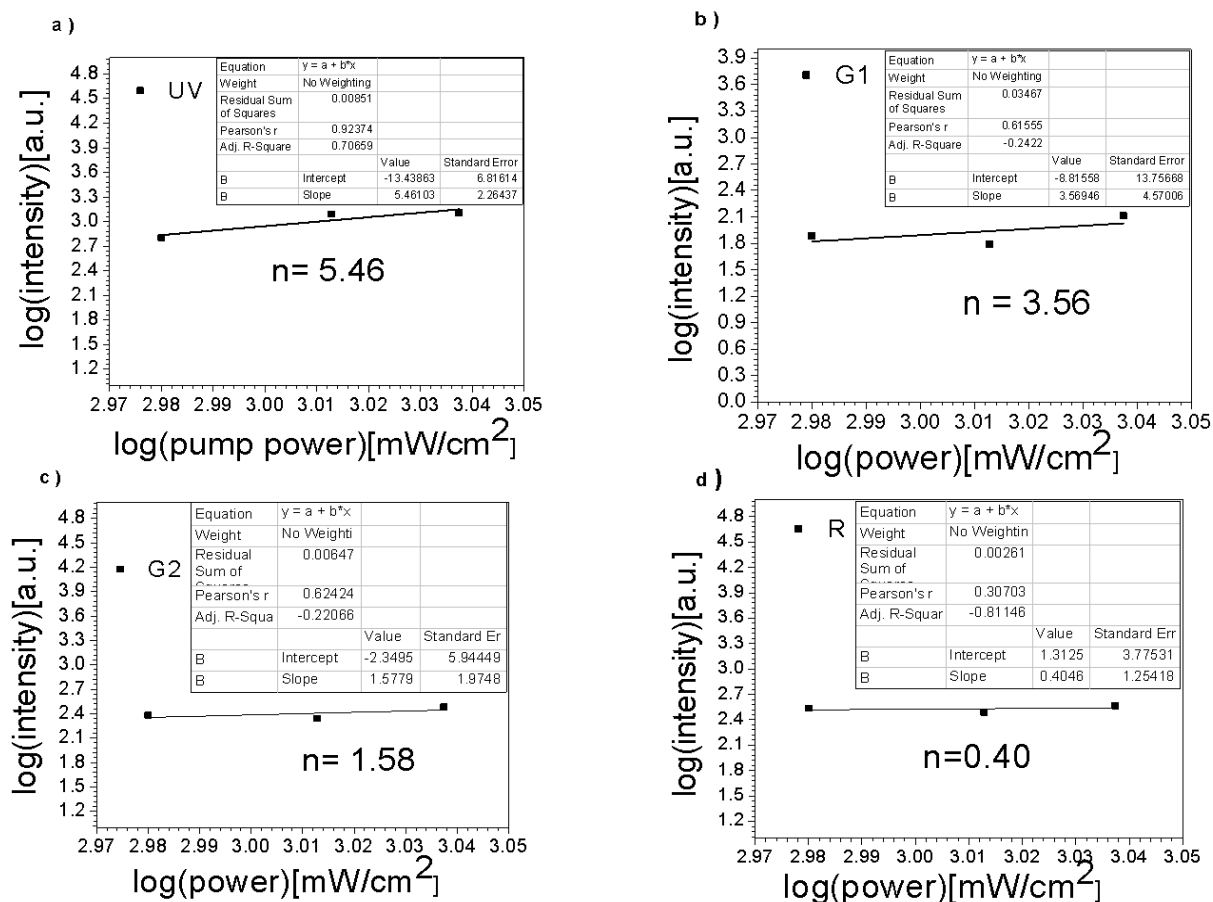 a )
UV
Equation y = a + b*x
Weight No Weighting
Residual Sum of Squares 0.00851
Pearson's r 0.92374
Adj. R-Square 0.70659
Value Standard Error
B Intercept -13.43863 6.81614
B Slope 5.46103 2.26437
n= 5.46
log(intensity)[a.u.]
4.8
4.5
4.2
3.9
3.6
3.3
3.0
2.7
2.4
2.1
1.8
1.5
1.2
2.97 2.98 2.99 3.00 3.01 3.02 3.03 3.04 3.05
log(pump power)[mW/cm2]
b )
G1
Equation y = a + b*x
Weight No Weighting
Residual Sum of Squares 0.03467
Pearson's r 0.61555
Adj. R-Square -0.2422
Value Standard Error
B Intercept -8.81558 13.75668
B Slope 3.56946 4.57006
n = 3.56
log(intensity)[a.u.]
3.9
3.6
3.3
3.0
2.7
2.4
2.1
1.8
1.5
1.2
0.9
0.6
0.3
0.0
2.97 2.98 2.99 3.00 3.01 3.02 3.03 3.04 3.05
log(power)[mW/cm2]
c )
G2
Equation y = a + b*x
Weight No Weighti
Residual
Sum of
Pearson's r 0.62424
0.00647
Adj. R-Squa -0.22066
Value Standard Er
B Intercept -2.3495 5.94449
B Slope 1.5779 1.9748
n= 1.58
log(intensity)[a.u.]
4.8
4.5
4.2
3.9
3.6
3.3
3.0
2.7
2.4
2.1
1.8
1.5
1.2
2.97 2.98 2.99 3.00 3.01 3.02 3.03 3.04 3.05
log(power)[mW/cm2]
d )
R
Equation y = a + b*x
Weight No Weightin
Residual 0.00261
Sum of
Pearson's r 0.30703
Adj. R-Squar -0.81146
Value Standard Err
B Intercept 1.3125 3.77531
B Slope 0.4046 1.25418
n=0.40
log(intensity)[a.u.]
4.8
4.5
4.2
3.9
3.6
3.3
3.0
2.7
2.4
2.1
1.8
1.5
1.2
2.97 2.98 2.99 3.00 3.01 3.02 3.03 3.04 3.05
log(power)[mW/cm2]